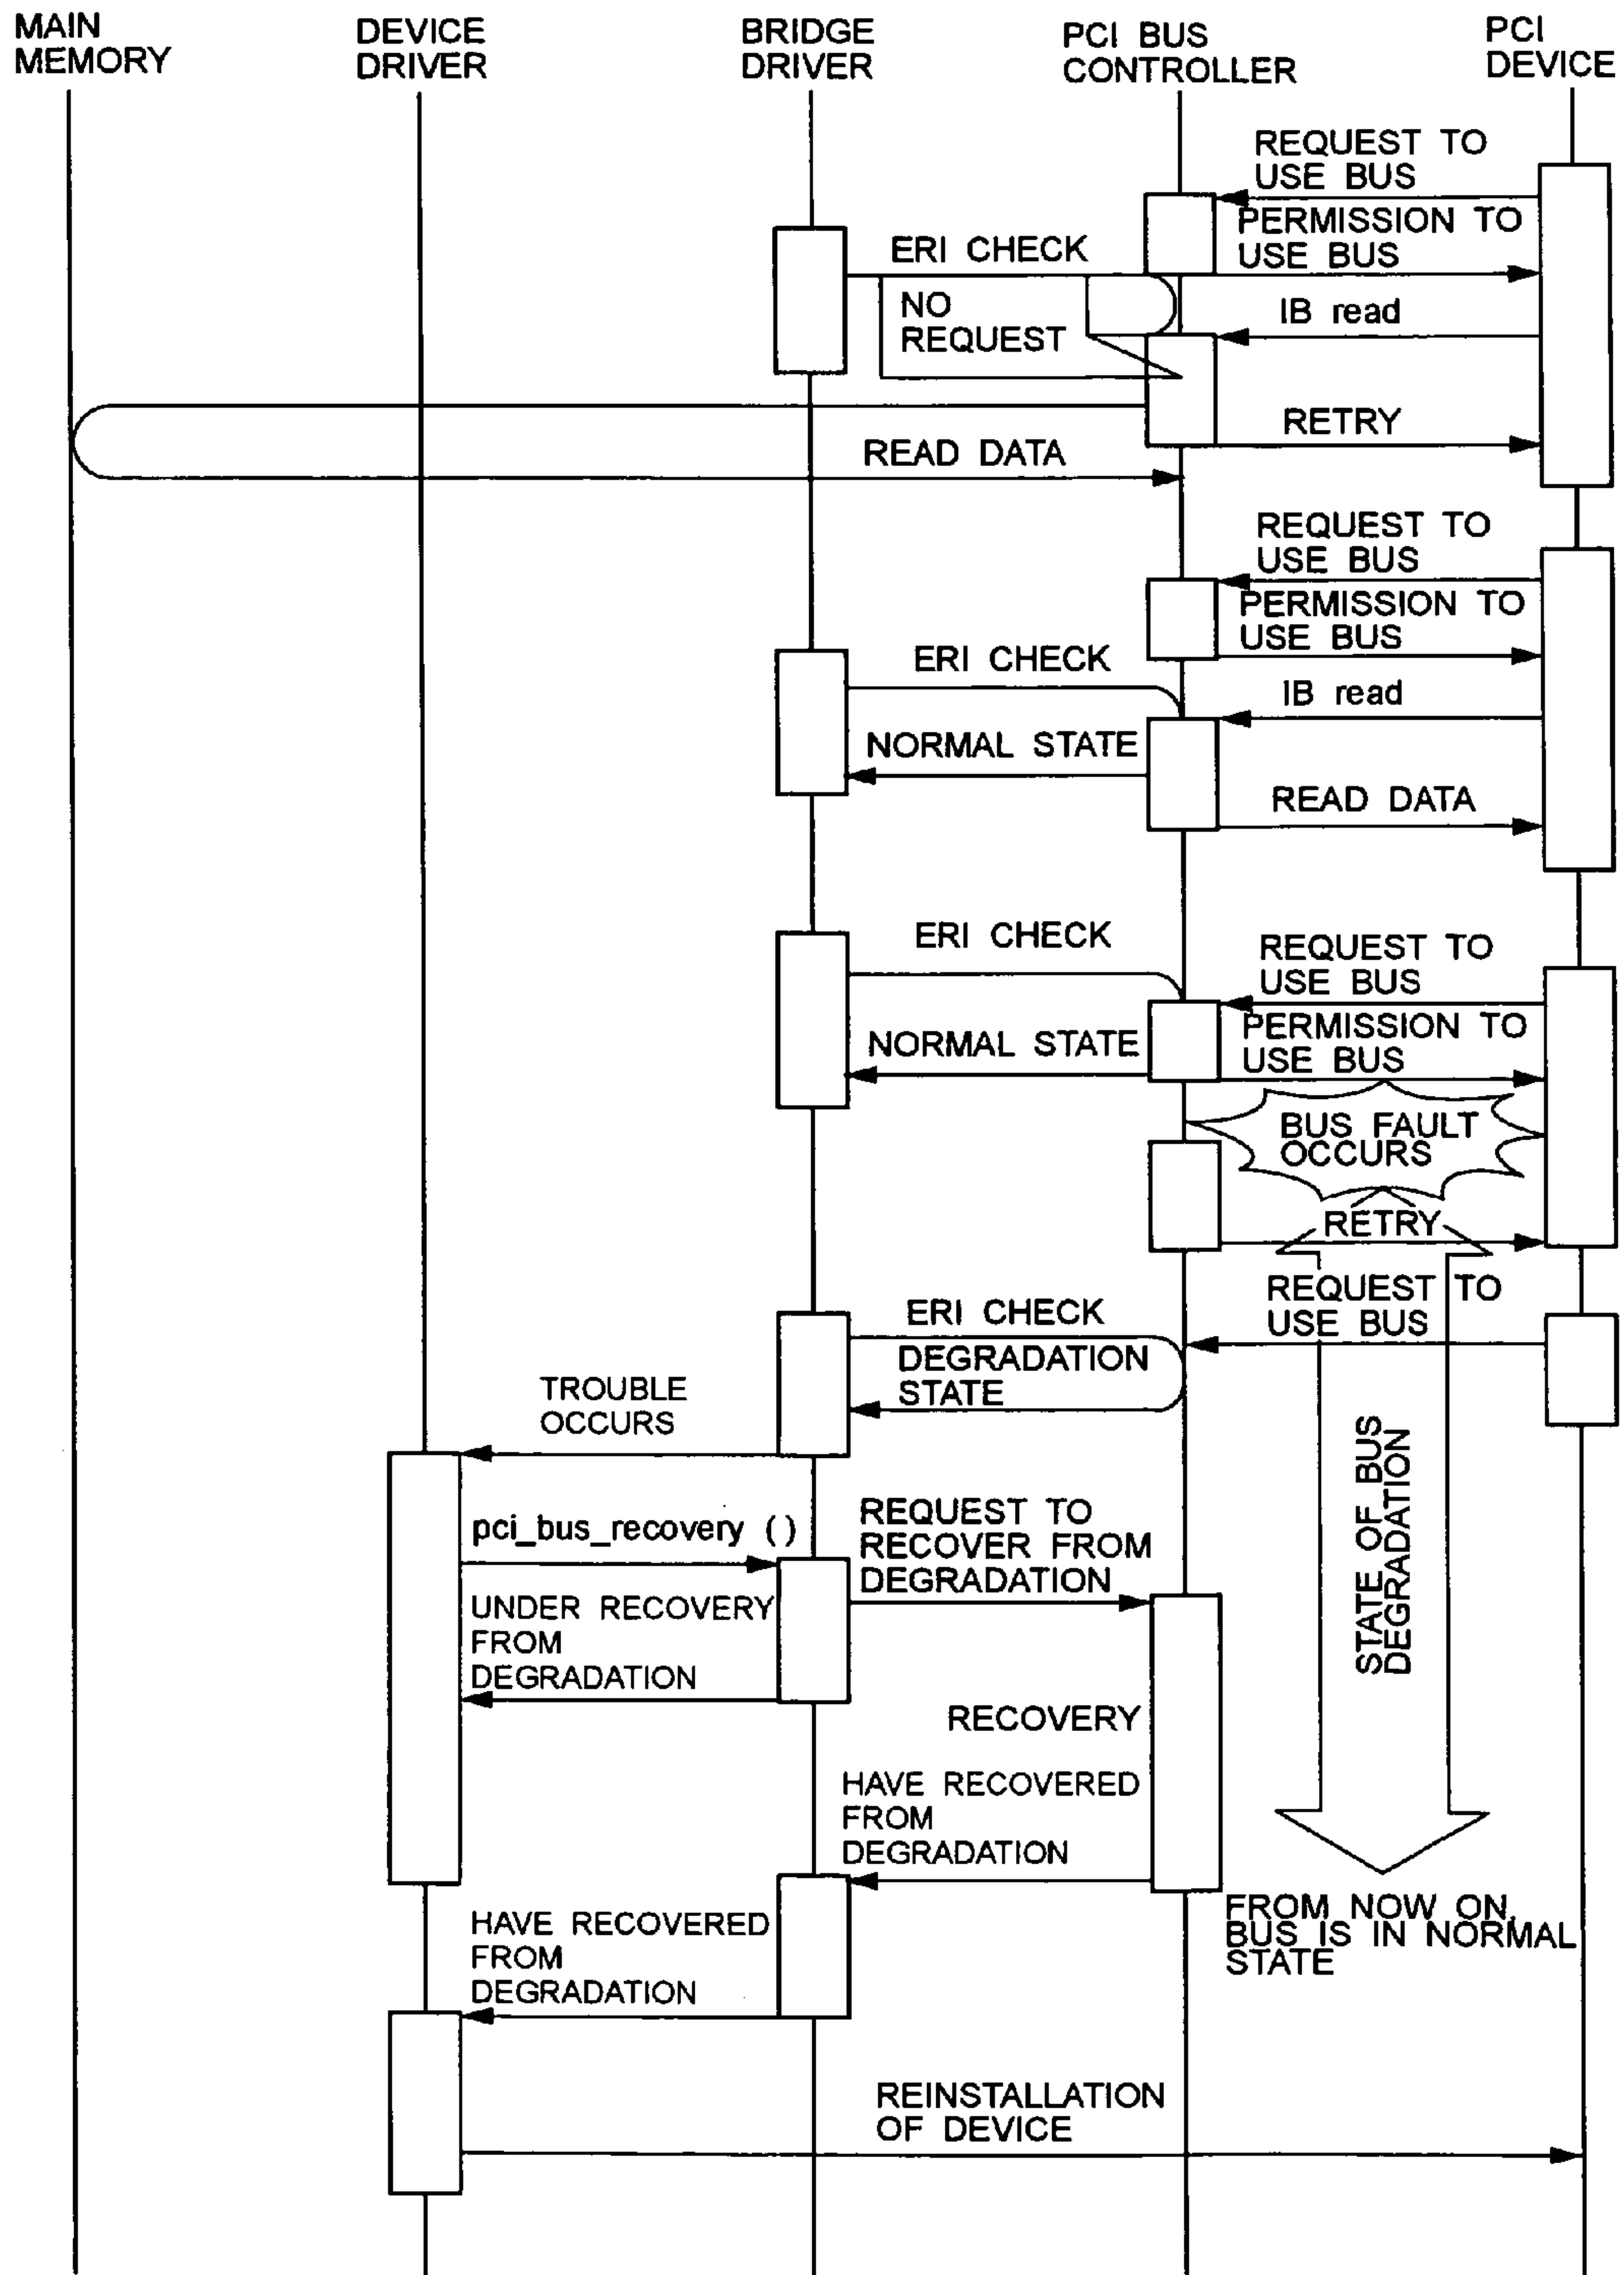 MAIN
MEMORY
DEVICE
DRIVER
BRIDGE
DRIVER
PCI BUS
CONTROLLER
PCI
DEVICE
REQUEST TO
USE BUS
PERMISSION TO
USE BUS
ERI CHECK
NO
REQUEST
IB read
RETRY
READ DATA
REQUEST TO
USE BUS
PERMISSION TO
USE BUS
ERI CHECK
IB read
NORMAL STATE
READ DATA
ERI CHECK
REQUEST TO
USE BUS
PERMISSION TO
USE BUS
NORMAL STATE
BUS FAULT
OCCURS
RETRY
REQUEST TO
USE BUS
ERI CHECK
DEGRADATION
STATE
TROUBLE
OCCURS
STATE OF BUS
DEGRADATION
pci_bus_recovery ()
REQUEST TO
RECOVER FROM
DEGRADATION
UNDER RECOVERY
FROM
DEGRADATION
RECOVERY
HAVE RECOVERED
FROM
DEGRADATION
FROM NOW ON,
BUS IS IN NORMAL
STATE
HAVE RECOVERED
FROM
DEGRADATION
REINSTALLATION
OF DEVICE